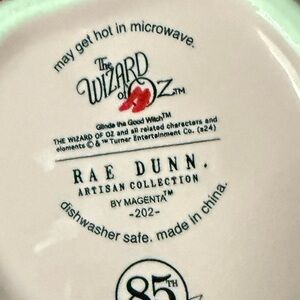 may get hot in microwave.
The
WIZARD
of OZ™
Glinda the Good Witch™
THE WIZARD OF OZ and all related characters and
elements © & ™ Turner Entertainment Co. (s24)
RAE DUNN.
ARTISAN COLLECTION
BY MAGENTA™
-202-
dishwasher safe. made in china.
85TH